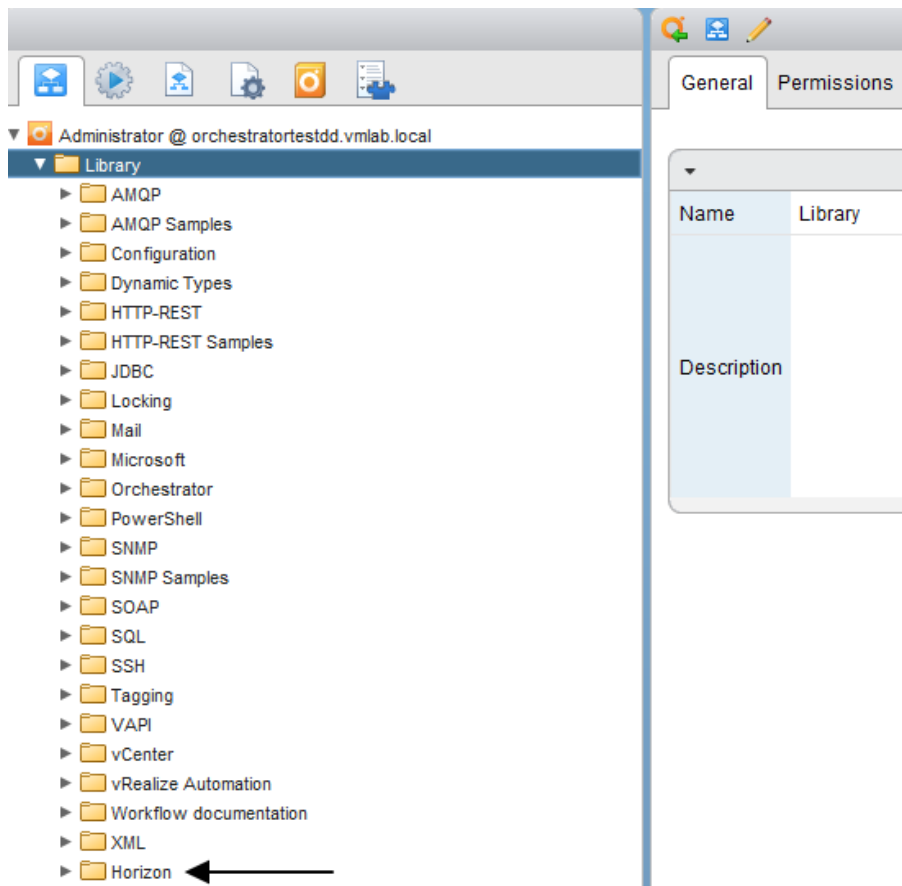 General Permissions
Administrator @ orchestratortestdd.vmlab.local
Library
AMQP
AMQP Samples
Configuration
Dynamic Types
HTTP-REST
HTTP-REST Samples
JDBC
Locking
Mail
Microsoft
Orchestrator
PowerShell
SNMP
SNMP Samples
SOAP
SQL
SSH
Tagging
VAPI
vCenter
vRealize Automation
Workflow documentation
XML
Horizon
Name Library
Description